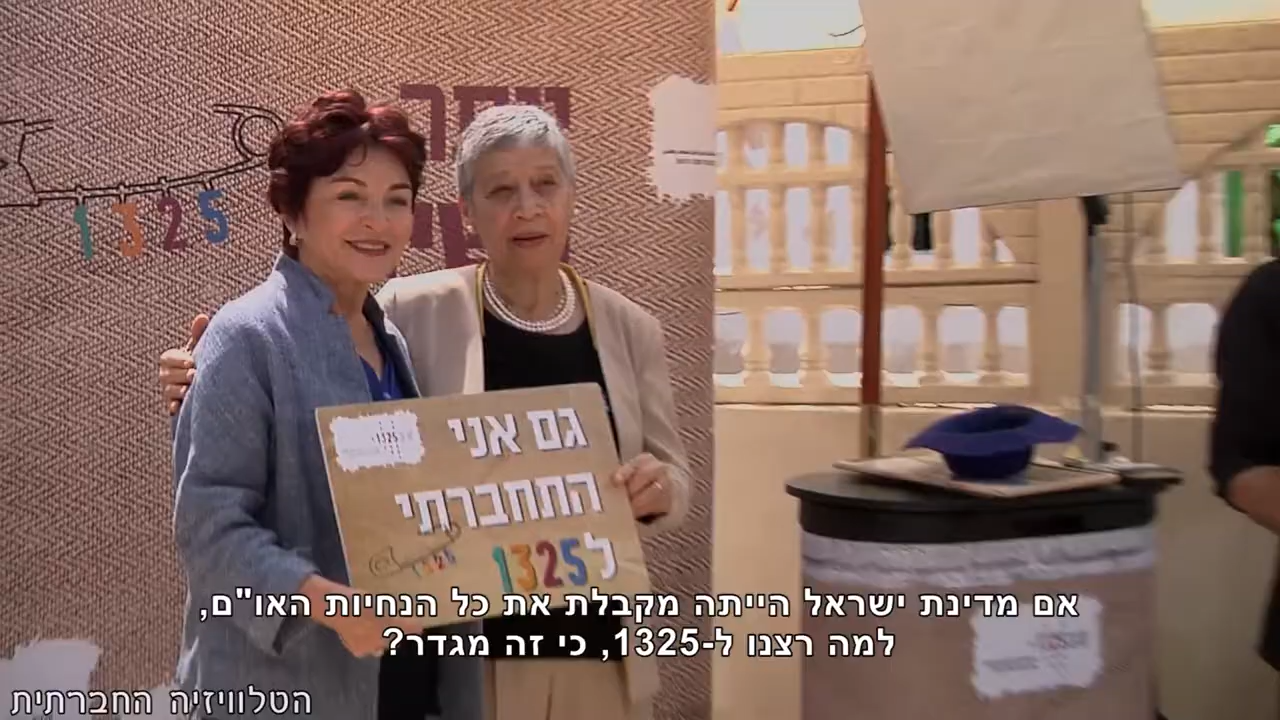 1325
גם אני
התחברתי
ל1325
1325
אם מדינת ישראל הייתה מקבלת את כל הנחיות האו"ם,
למה רצנו ל-1325, כי זה מגדר?
הטלוויזיה החברתית